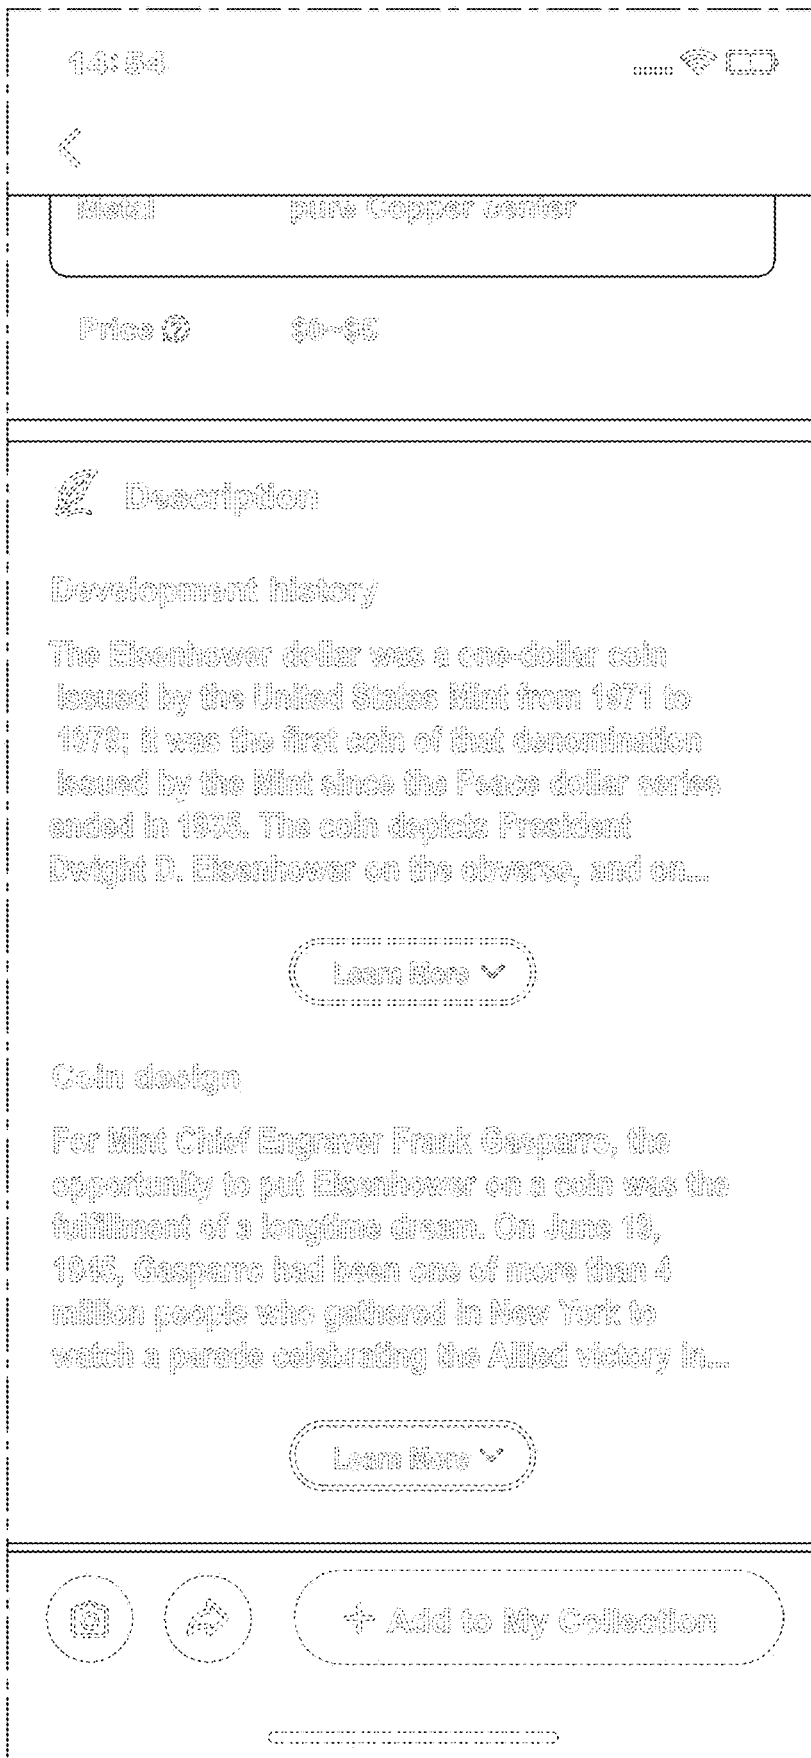 14:54
Metal pure Copper center
Price ? $0~$5
Description
Development history
The Eisenhower dollar was a one-dollar coin
issued by the United States Mint from 1971 to
1978; it was the first coin of that denomination
issued by the Mint since the Peace dollar series
ended in 1935. The coin depicts President
Dwight D. Eisenhower on the obverse, and on...
Learn More
Coin design
For Mint Chief Engraver Frank Gasparro, the
opportunity to put Eisenhower on a coin was the
fulfillment of a longtime dream. On June 19,
1945, Gasparro had been one of more than 4
million people who gathered in New York to
watch a parade celebrating the Allied victory in...
Learn More
Add to My Collection